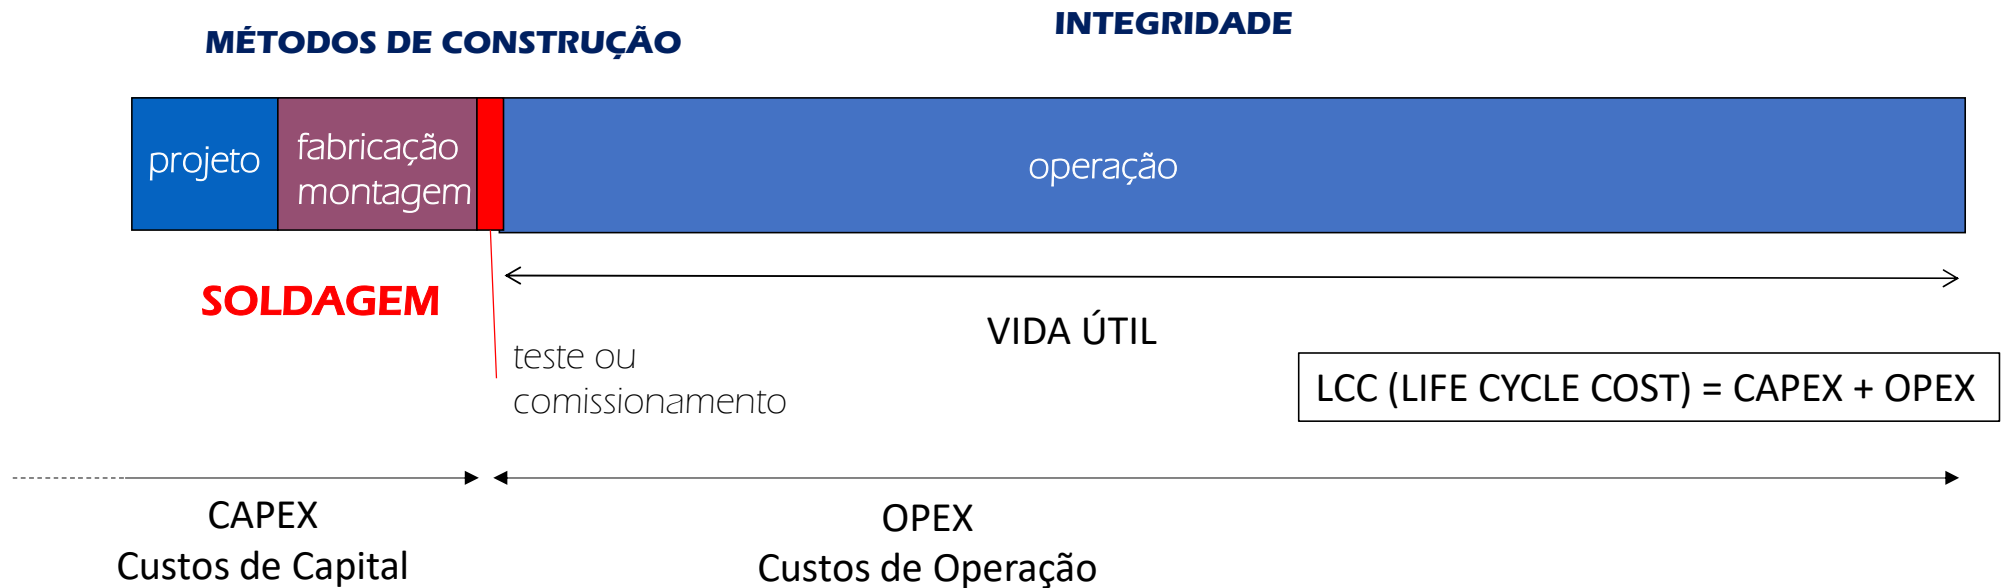 MÉTODOS DE CONSTRUÇÃO
INTEGRIDADE
projeto
fabricação
montagem
operação
SOLDAGEM
teste ou
comissionamento
VIDA ÚTIL
LCC (LIFE CYCLE COST) = CAPEX + OPEX
CAPEX
Custos de Capital
OPEX
Custos de Operação